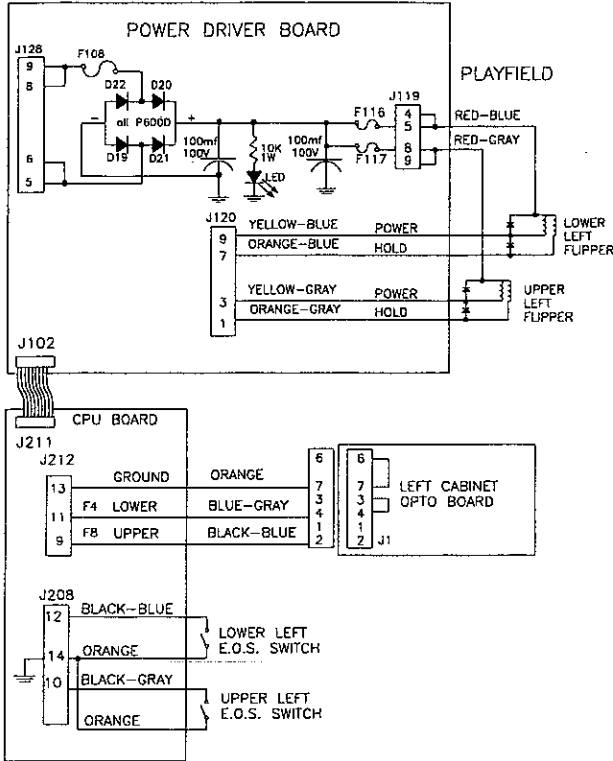 POWER DRIVER BOARD
J128
F108
9
8
D22
D20
all P600D
−
+
D19
D21
6
5
100mf
100V
10K
1W
LED
100mf
100V
F116
F117
J119
4
5
8
9
PLAYFIELD
RED-BLUE
RED-GRAY
J120
9
7
3
1
YELLOW-BLUE
POWER
ORANGE-BLUE
HOLD
YELLOW-GRAY
POWER
ORANGE-GRAY
HOLD
LOWER
LEFT
FLIPPER
UPPER
LEFT
FLIPPER
J102
J211
CPU BOARD
J212
13
GROUND
ORANGE
11
F4 LOWER
BLUE-GRAY
9
F8 UPPER
BLACK-BLUE
6
7
3
4
1
2
6
7
3
4
1
2
J1
LEFT CABINET
OPTO BOARD
J208
12
BLACK-BLUE
14
ORANGE
10
BLACK-GRAY
ORANGE
LOWER LEFT
E.O.S. SWITCH
UPPER LEFT
E.O.S. SWITCH